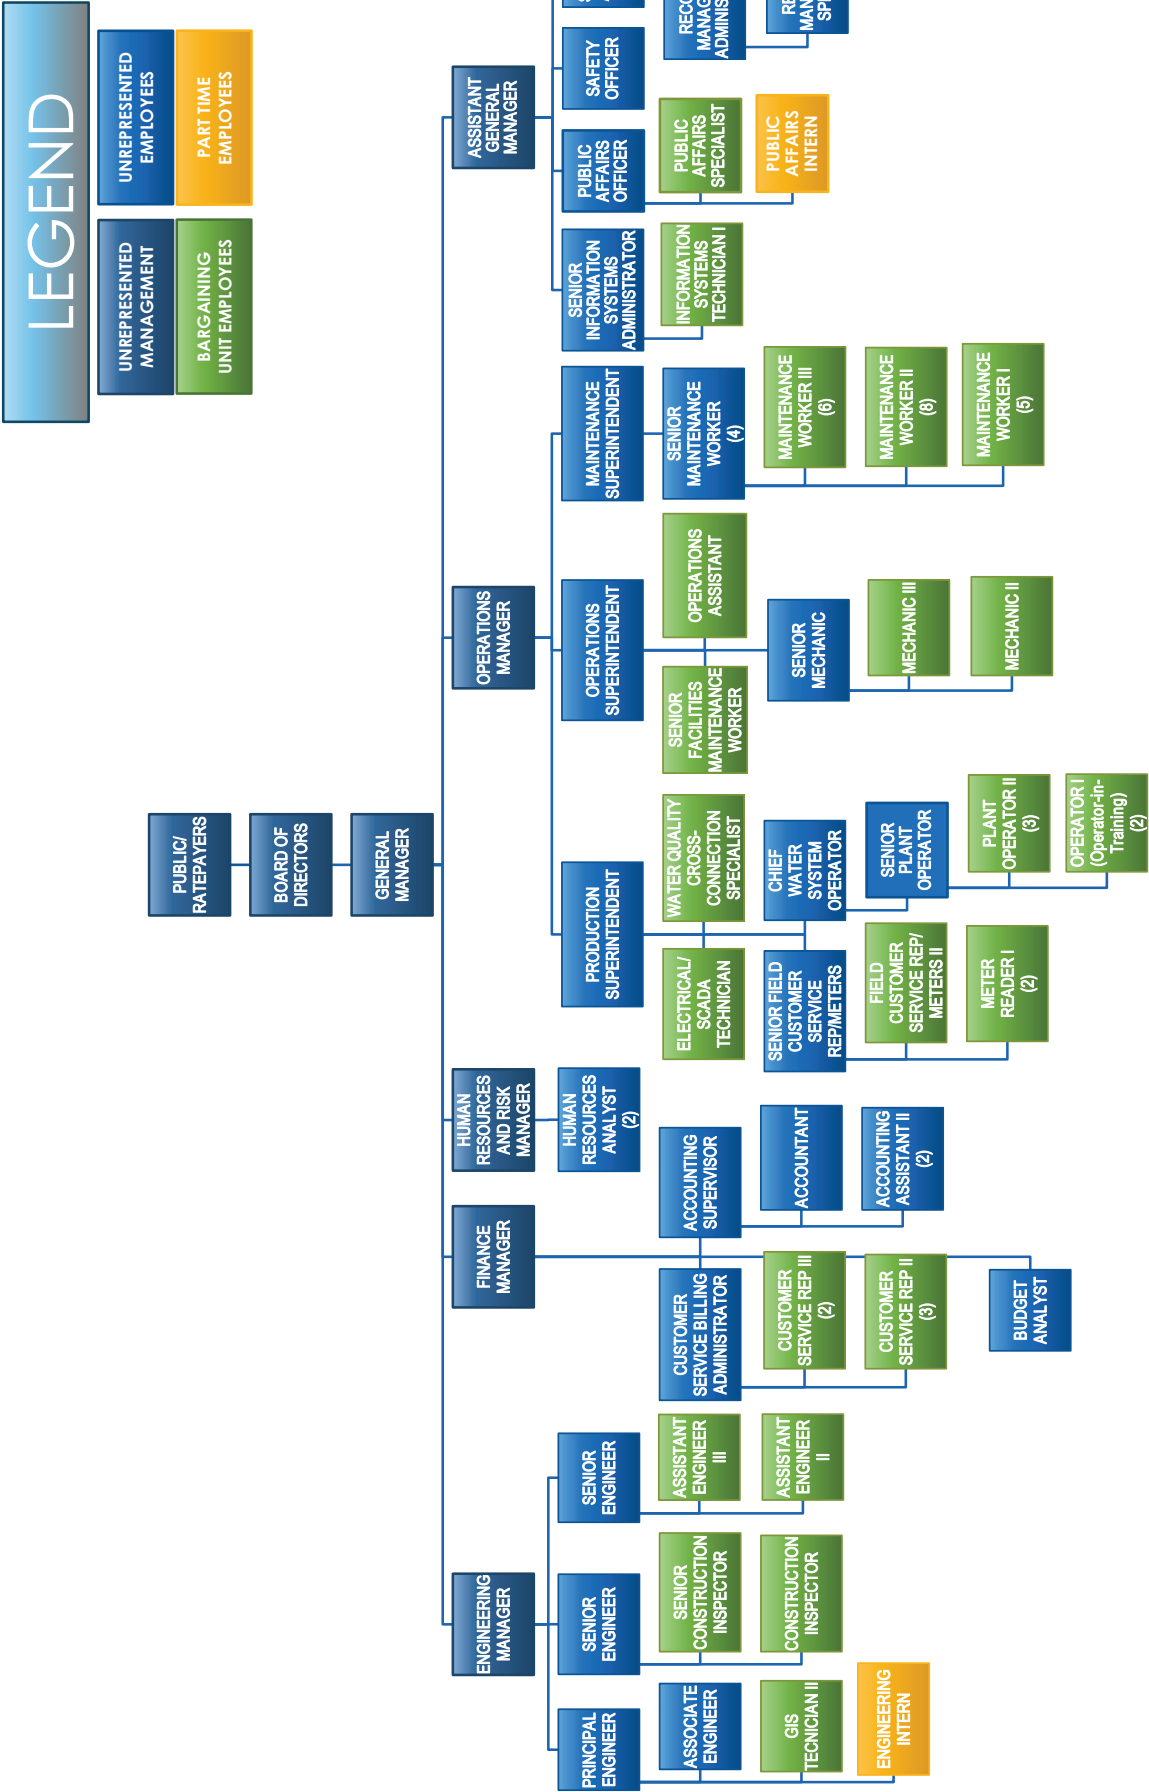 LEGEND
UNREPRESENTED
MANAGEMENT
UNREPRESENTED
EMPLOYEES
BARGAINING
UNIT EMPLOYEES
PART TIME
EMPLOYEES
PUBLIC/
RATEPAYERS
BOARD OF
DIRECTORS
GENERAL
MANAGER
ENGINEERING
MANAGER
FINANCE
MANAGER
HUMAN
RESOURCES
AND RISK
MANAGER
OPERATIONS
MANAGER
ASSISTANT
GENERAL
MANAGER
PRINCIPAL
ENGINEER
ASSOCIATE
ENGINEER
GIS
TECNICIAN II
ENGINEERING
INTERN
SENIOR
ENGINEER
SENIOR
CONSTRUCTION
INSPECTOR
CONSTRUCTION
INSPECTOR
SENIOR
ENGINEER
ASSISTANT
ENGINEER
III
ASSISTANT
ENGINEER
II
CUSTOMER
SERVICE BILLING
ADMINISTRATOR
CUSTOMER
SERVICE REP III
(2)
CUSTOMER
SERVICE REP II
(3)
BUDGET
ANALYST
ACCOUNTING
SUPERVISOR
ACCOUNTANT
ACCOUNTING
ASSISTANT II
(2)
HUMAN
RESOURCES
ANALYST
(2)
PRODUCTION
SUPERINTENDENT
ELECTRICAL/
SCADA
TECHNICIAN
WATER QUALITY
CROSS-
CONNECTION
SPECIALIST
SENIOR FIELD
CUSTOMER
SERVICE
REP/METERS
FIELD
CUSTOMER
SERVICE REP/
METERS II
METER
READER I
(2)
CHIEF
WATER
SYSTEM
OPERATOR
SENIOR
PLANT
OPERATOR
PLANT
OPERATOR II
(3)
OPERATOR I
(Operator-in-
Training)
(2)
OPERATIONS
SUPERINTENDENT
SENIOR
FACILITIES
MAINTENANCE
WORKER
OPERATIONS
ASSISTANT
SENIOR
MECHANIC
MECHANIC III
MECHANIC II
MAINTENANCE
SUPERINTENDENT
SENIOR
MAINTENANCE
WORKER
(4)
MAINTENANCE
WORKER III
(6)
MAINTENANCE
WORKER II
(8)
MAINTENANCE
WORKER I
(5)
SENIOR
INFORMATION
SYSTEMS
ADMINISTRATOR
INFORMATION
SYSTEMS
TECHNICIAN I
PUBLIC
AFFAIRS
OFFICER
PUBLIC
AFFAIRS
SPECIALIST
PUBLIC
AFFAIRS
INTERN
SAFETY
OFFICER